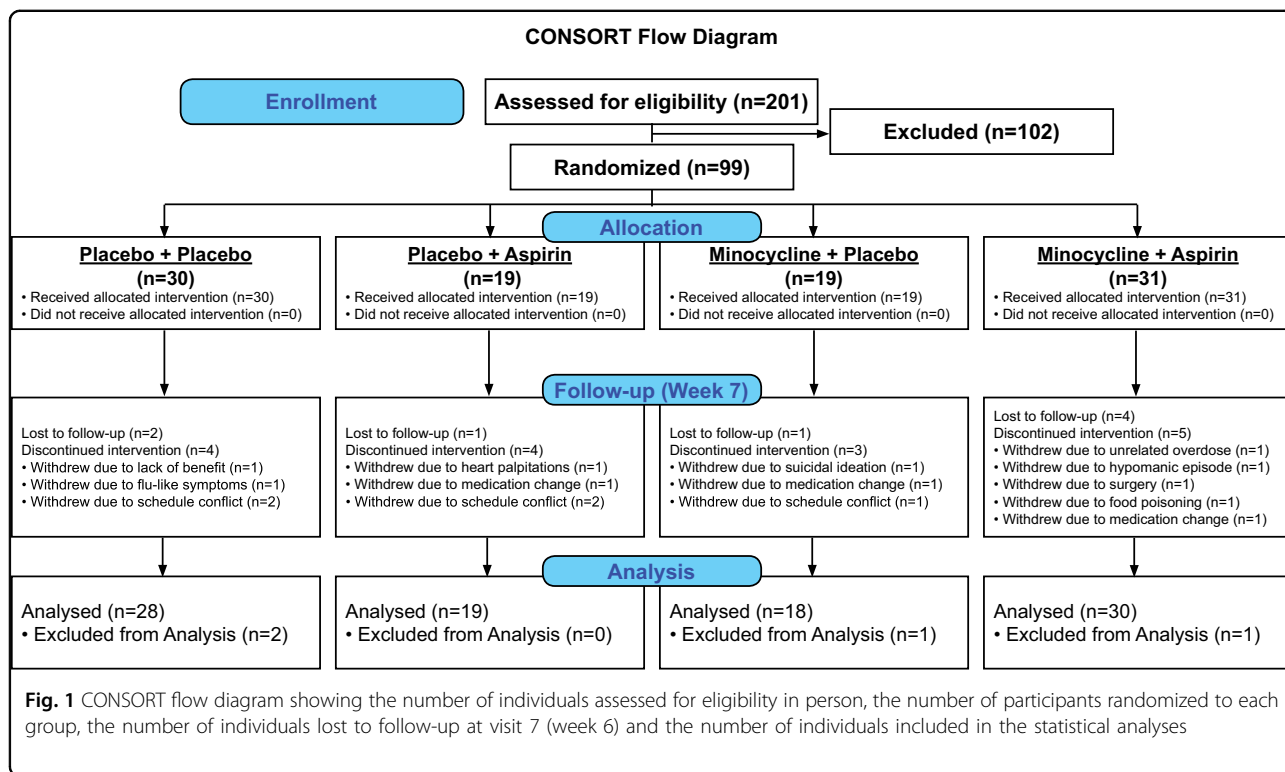 CONSORT Flow Diagram
Enrollment
Assessed for eligibility (n=201)
Excluded (n=102)
Randomized (n=99)
Allocation
Placebo + Placebo
(n=30)
• Received allocated intervention (n=30)
• Did not receive allocated intervention (n=0)
Placebo + Aspirin
(n=19)
• Received allocated intervention (n=19)
• Did not receive allocated intervention (n=0)
Minocycline + Placebo
(n=19)
• Received allocated intervention (n=19)
• Did not receive allocated intervention (n=0)
Minocycline + Aspirin
(n=31)
• Received allocated intervention (n=31)
• Did not receive allocated intervention (n=0)
Follow-up (Week 7)
Lost to follow-up (n=2)
Discontinued intervention (n=4)
• Withdrew due to lack of benefit (n=1)
• Withdrew due to flu-like symptoms (n=1)
• Withdrew due to schedule conflict (n=2)
Lost to follow-up (n=1)
Discontinued intervention (n=4)
• Withdrew due to heart palpitations (n=1)
• Withdrew due to medication change (n=1)
• Withdrew due to schedule conflict (n=2)
Lost to follow-up (n=1)
Discontinued intervention (n=3)
• Withdrew due to suicidal ideation (n=1)
• Withdrew due to medication change (n=1)
• Withdrew due to schedule conflict (n=1)
Lost to follow-up (n=4)
Discontinued intervention (n=5)
• Withdrew due to unrelated overdose (n=1)
• Withdrew due to hypomanic episode (n=1)
• Withdrew due to surgery (n=1)
• Withdrew due to food poisoning (n=1)
• Withdrew due to medication change (n=1)
Analysis
Analysed (n=28)
• Excluded from Analysis (n=2)
Analysed (n=19)
• Excluded from Analysis (n=0)
Analysed (n=18)
• Excluded from Analysis (n=1)
Analysed (n=30)
• Excluded from Analysis (n=1)
Fig. 1 CONSORT flow diagram showing the number of individuals assessed for eligibility in person, the number of participants randomized to each
group, the number of individuals lost to follow-up at visit 7 (week 6) and the number of individuals included in the statistical analyses